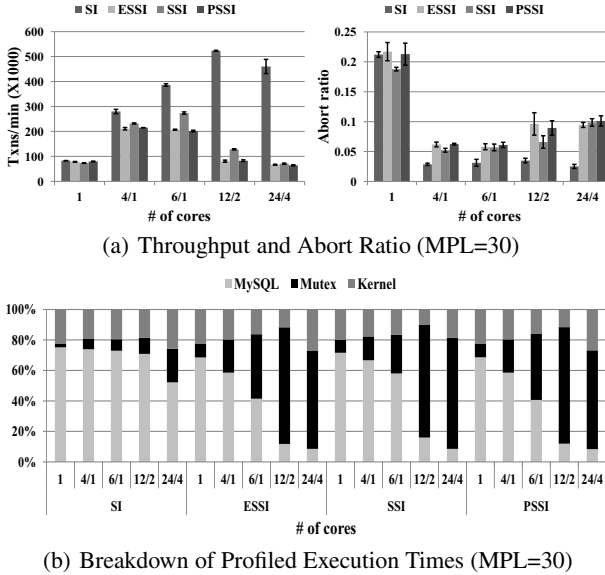 SI ESSI SSI PSSI
600
500
400
300
200
100
0
Txns/min (X1000)
1 4/1 6/1 12/2 24/4
# of cores
SI ESSI SSI PSSI
0.25
0.2
0.15
0.1
0.05
0
Abort ratio
1 4/1 6/1 12/2 24/4
# of cores
(a) Throughput and Abort Ratio (MPL=30)
MySQL Mutex Kernel
100%
80%
60%
40%
20%
0%
1 4/1 6/1 12/2 24/4 1 4/1 6/1 12/2 24/4 1 4/1 6/1 12/2 24/4 1 4/1 6/1 12/2 24/4
SI ESSI SSI PSSI
# of cores
(b) Breakdown of Profiled Execution Times (MPL=30)